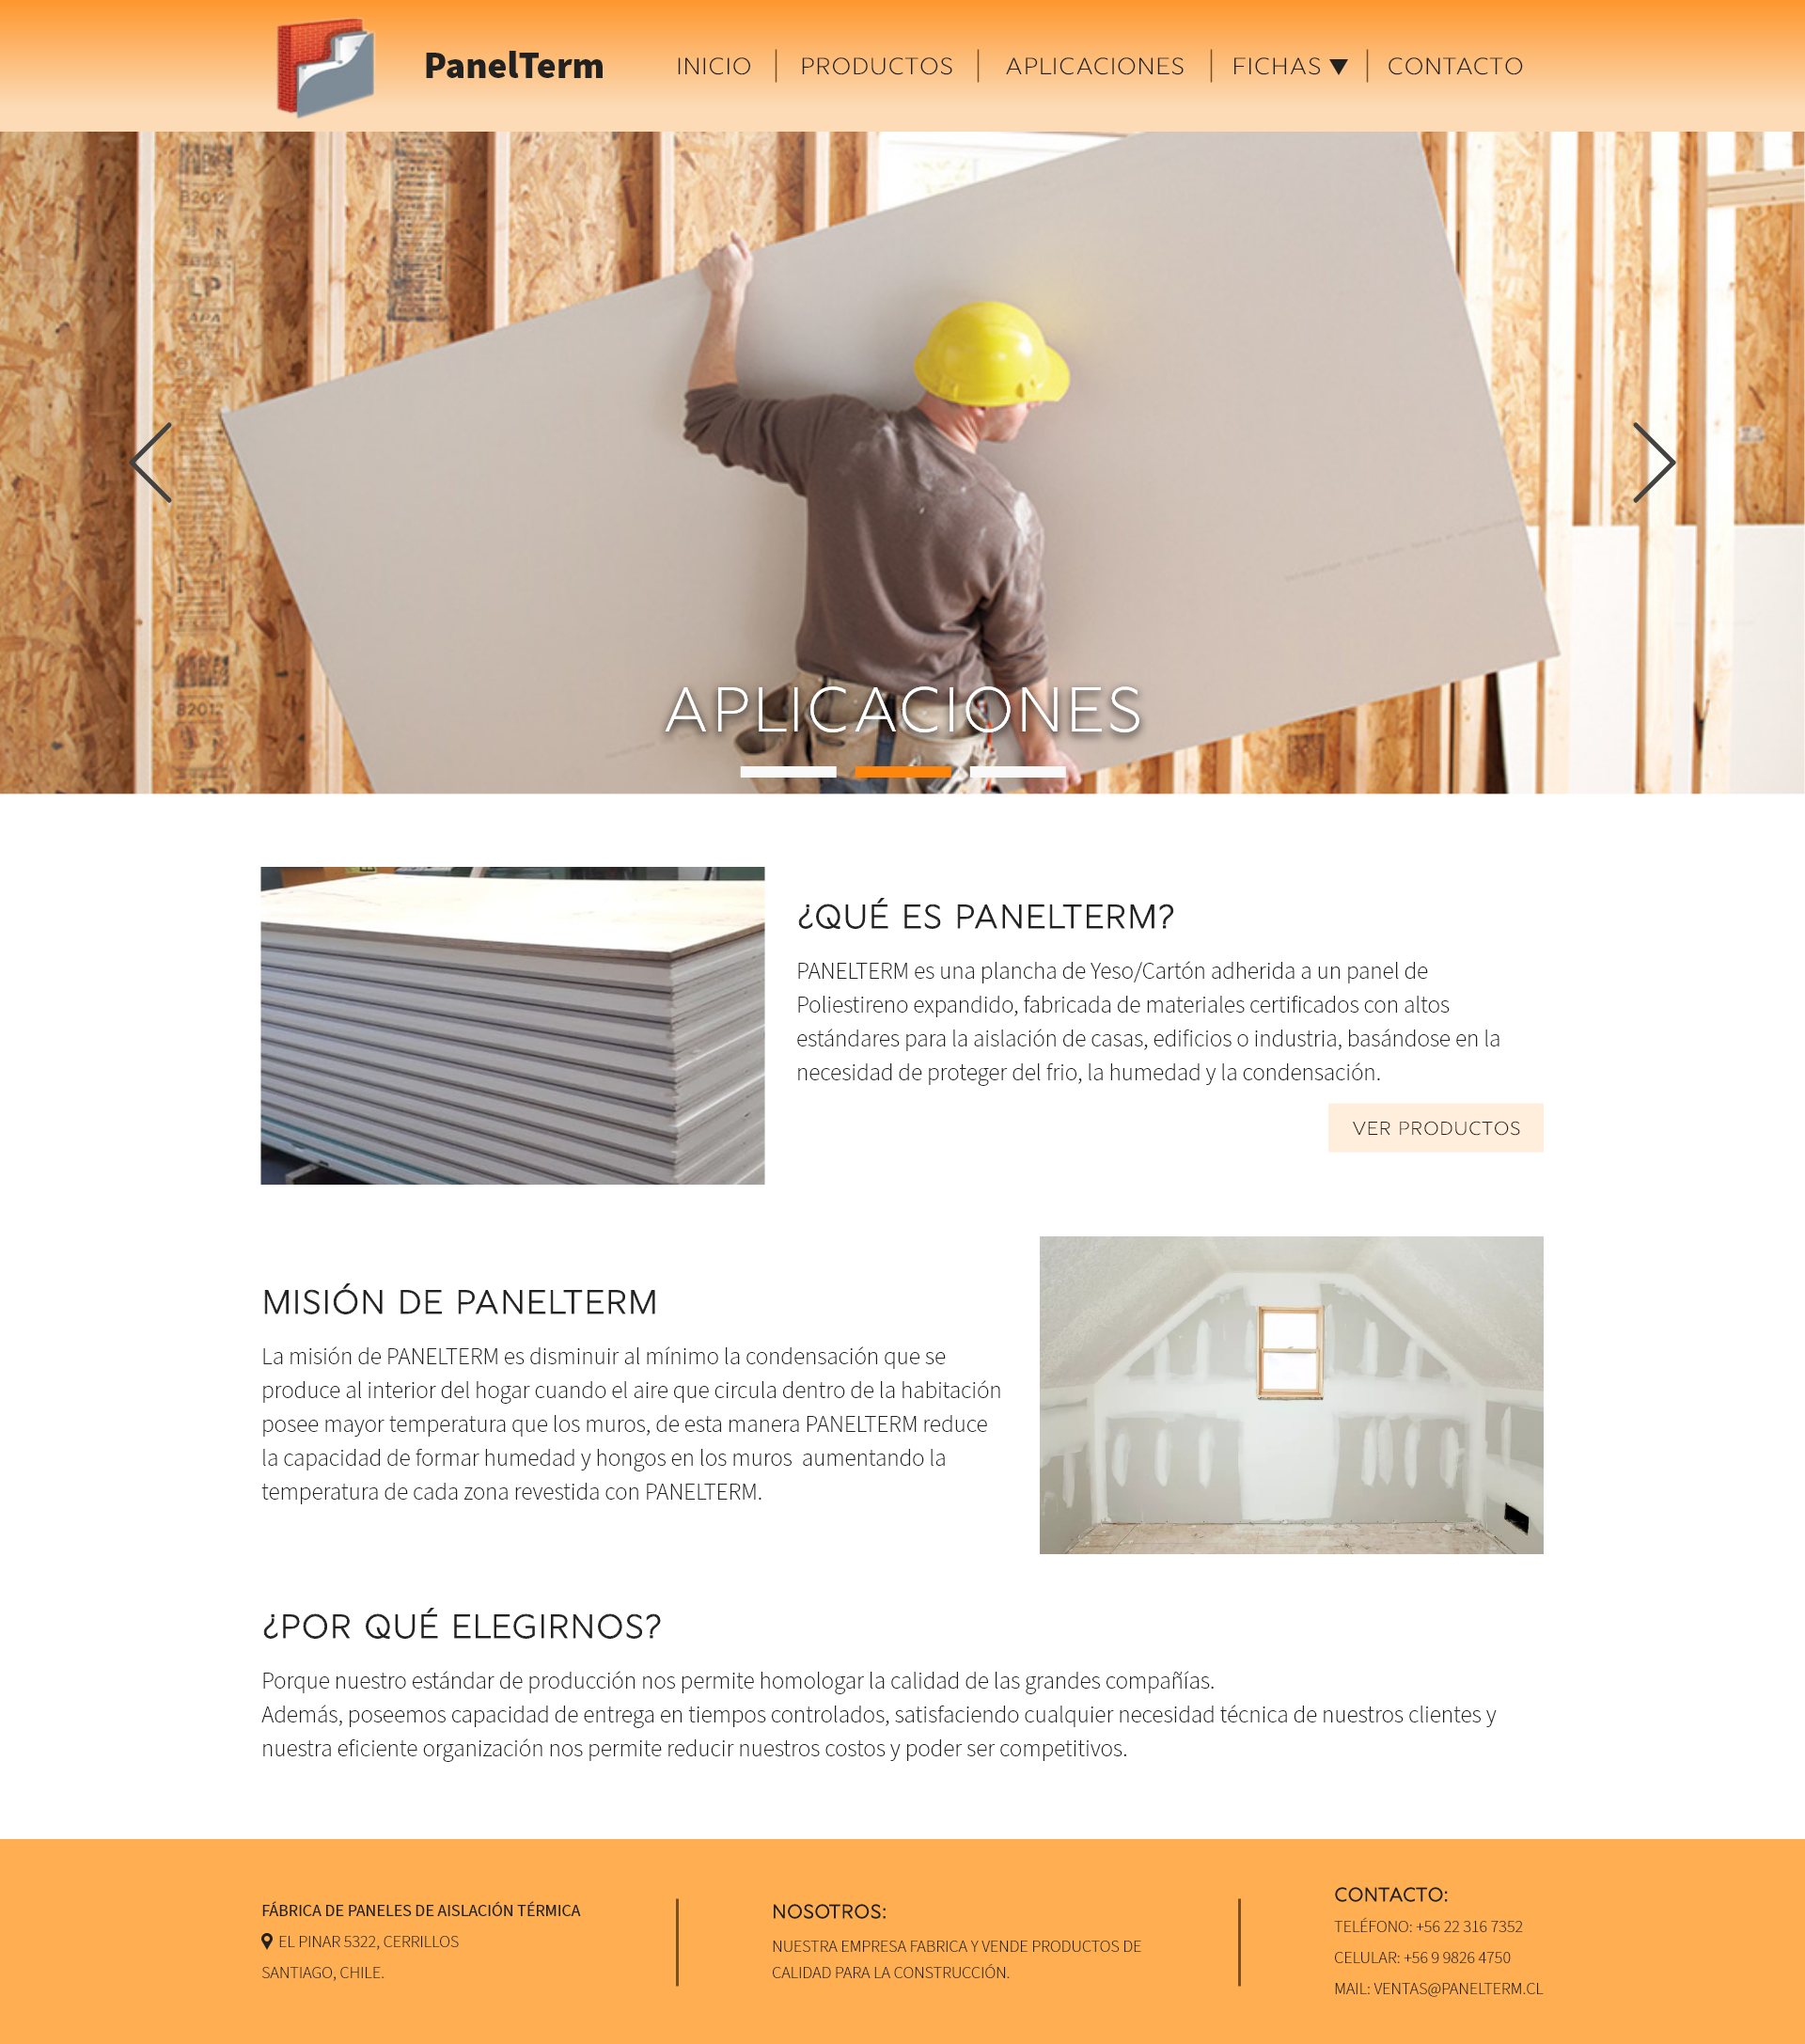 PanelTerm
INICIO
PRODUCTOS
APLICACIONES
FICHAS ▼
CONTACTO
B2012
LP
APA
B2012
APLICACIONES
¿QUÉ ES PANELTERM?
PANELTERM es una plancha de Yeso/Cartón adherida a un panel de
Poliestireno expandido, fabricada de materiales certificados con altos
estándares para la aislación de casas, edificios o industria, basándose en la
necesidad de proteger del frio, la humedad y la condensación.
VER PRODUCTOS
MISIÓN DE PANELTERM
La misión de PANELTERM es disminuir al mínimo la condensación que se
produce al interior del hogar cuando el aire que circula dentro de la habitación
posee mayor temperatura que los muros, de esta manera PANELTERM reduce
la capacidad de formar humedad y hongos en los muros  aumentando la
temperatura de cada zona revestida con PANELTERM.
¿POR QUÉ ELEGIRNOS?
Porque nuestro estándar de producción nos permite homologar la calidad de las grandes compañías.
Además, poseemos capacidad de entrega en tiempos controlados, satisfaciendo cualquier necesidad técnica de nuestros clientes y
nuestra eficiente organización nos permite reducir nuestros costos y poder ser competitivos.
FÁBRICA DE PANELES DE AISLACIÓN TÉRMICA
EL PINAR 5322, CERRILLOS
SANTIAGO, CHILE.
NOSOTROS:
NUESTRA EMPRESA FABRICA Y VENDE PRODUCTOS DE
CALIDAD PARA LA CONSTRUCCIÓN.
CONTACTO:
TELÉFONO: +56 22 316 7352
CELULAR: +56 9 9826 4750
MAIL: VENTAS@PANELTERM.CL